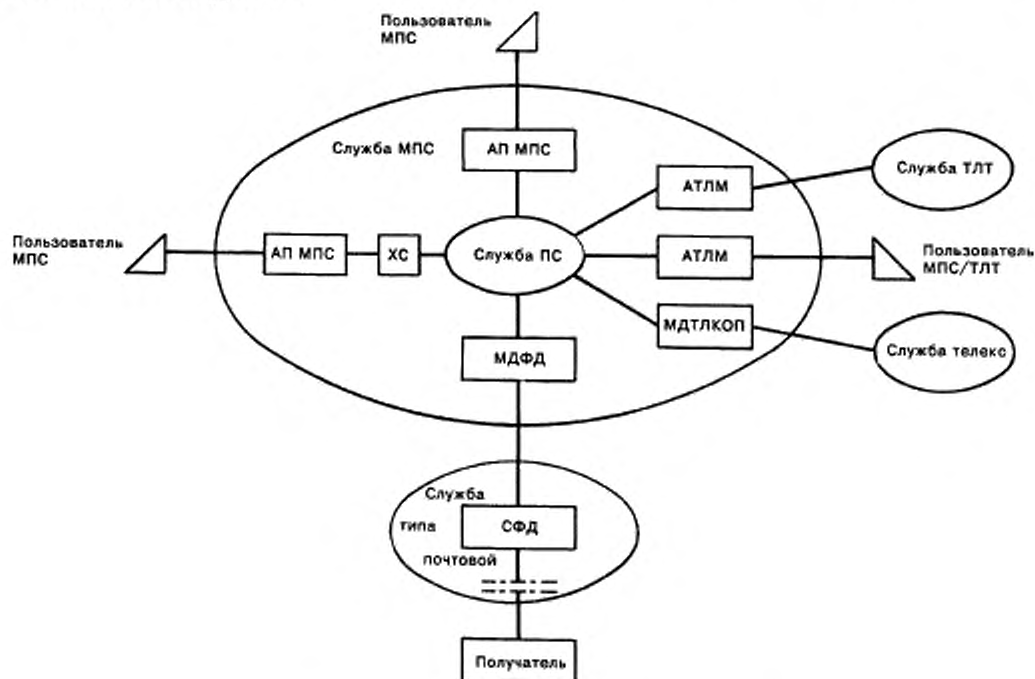 Пользователь
МПС
Служба МПС
АП МПС
АТЛМ
Служба ТЛТ
Пользователь
МПС
АП МПС
ХС
Служба ПС
АТЛМ
Пользователь
МПС/ТЛТ
МДТЛКОП
Служба телекс
МДФД
Служба
типа
СФД
почтовой
Получатель